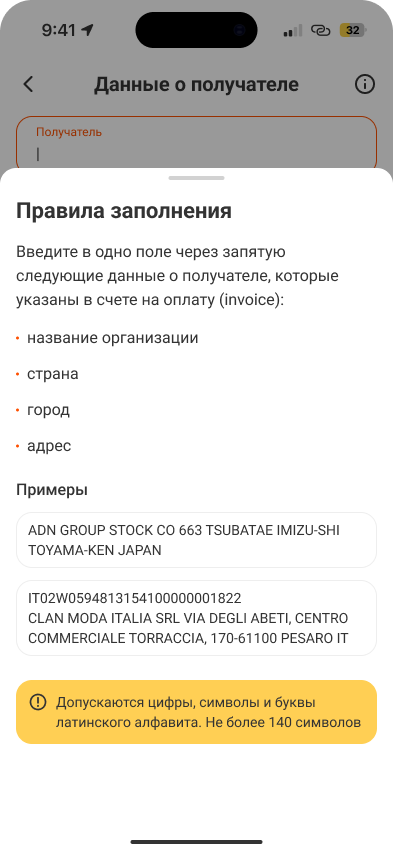 9:41
32
Данные о получателе
Получатель
Правила заполнения
Введите в одно поле через запятую
следующие данные о получателе, которые
указаны в счете на оплату (invoice):
• название организации
• страна
• город
• адрес
Примеры
ADN GROUP STOCK CO 663 TSUBATAE IMIZU-SHI
TOYAMA-KEN JAPAN
IT02W0594813154100000001822
CLAN MODA ITALIA SRL VIA DEGLI ABETI, CENTRO
COMMERCIALE TORRACCIA, 170-61100 PESARO IT
Допускаются цифры, символы и буквы
латинского алфавита. Не более 140 символов